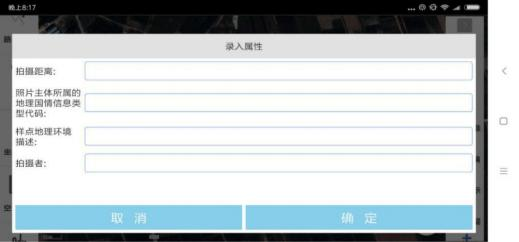 晚上8:17
录入属性
拍摄距离:
照片主体所属的
地理国情信息类
型代码:
样点地理环境
描述:
拍摄者:
取 消
确 定